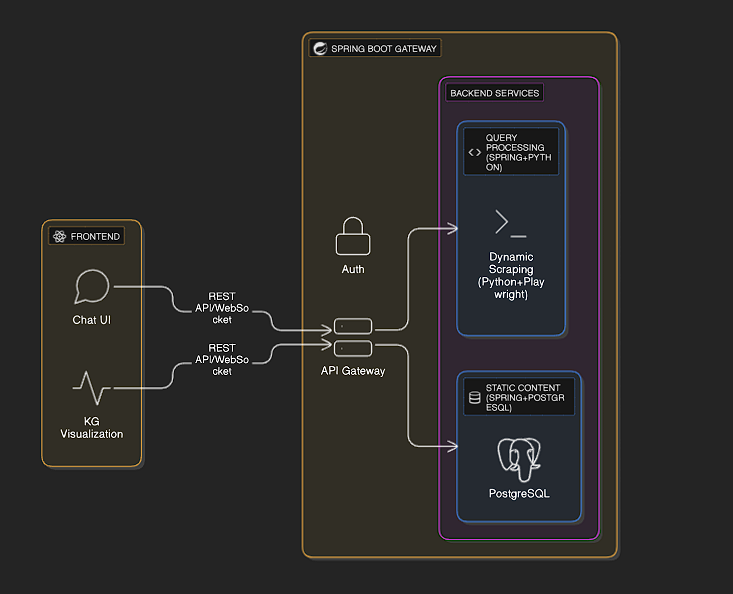 SPRING BOOT GATEWAY
BACKEND SERVICES
QUERY
PROCESSING
(SPRING+PYTH
ON)
Dynamic
Scraping
(Python+Play
wright)
Auth
FRONTEND
Chat UI
REST
API/WebSo
cket
REST
API/WebSo
cket
API Gateway
KG
Visualization
STATIC CONTENT
(SPRING+POSTGR
ESQL)
PostgreSQL